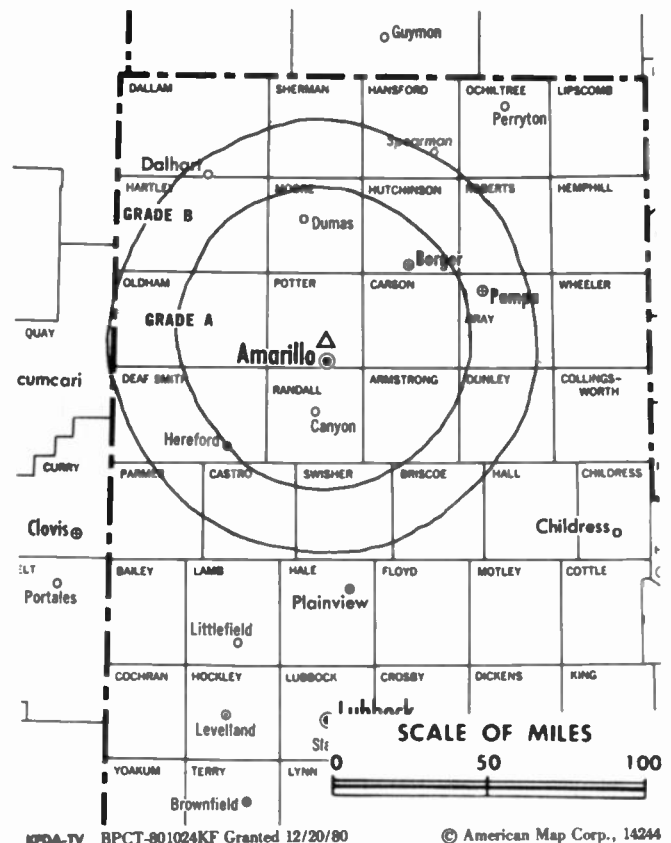 Guymon
DALLAM SHERMAN HANSFORD OCHILTREE LIPSCOMB
Perryton
Spearman
Dalhart
HARTLEY MOORE HUTCHINSON ROBERTS HEMPHILL
GRADE B
Dumas
Borger
OLDHAM POTTER CARSON WHEELER
Pampa
GRADE A GRAY
QUAY
Amarillo
cumcari DEAF SMITH ARMSTRONG DONLEY COLLINGS-
WORTH
RANDALL
Canyon
Hereford
CURRY PARMER CASTRO SWISHER BRISCOE HALL CHILDRESS
Clovis Childress
ELT BAILEY LAMB HALE FLOYD MOTLEY COTTLE
Portales Plainview
Littlefield
COCHRAN HOCKLEY LUBBOCK CROSBY DICKENS KING
Lubbock
Levelland
Sla
SCALE OF MILES
0 50 100
YOAKUM TERRY LYNN
Brownfield
KFDA-TV BPCT-801024KF Granted 12/20/80 © American Map Corp., 14244